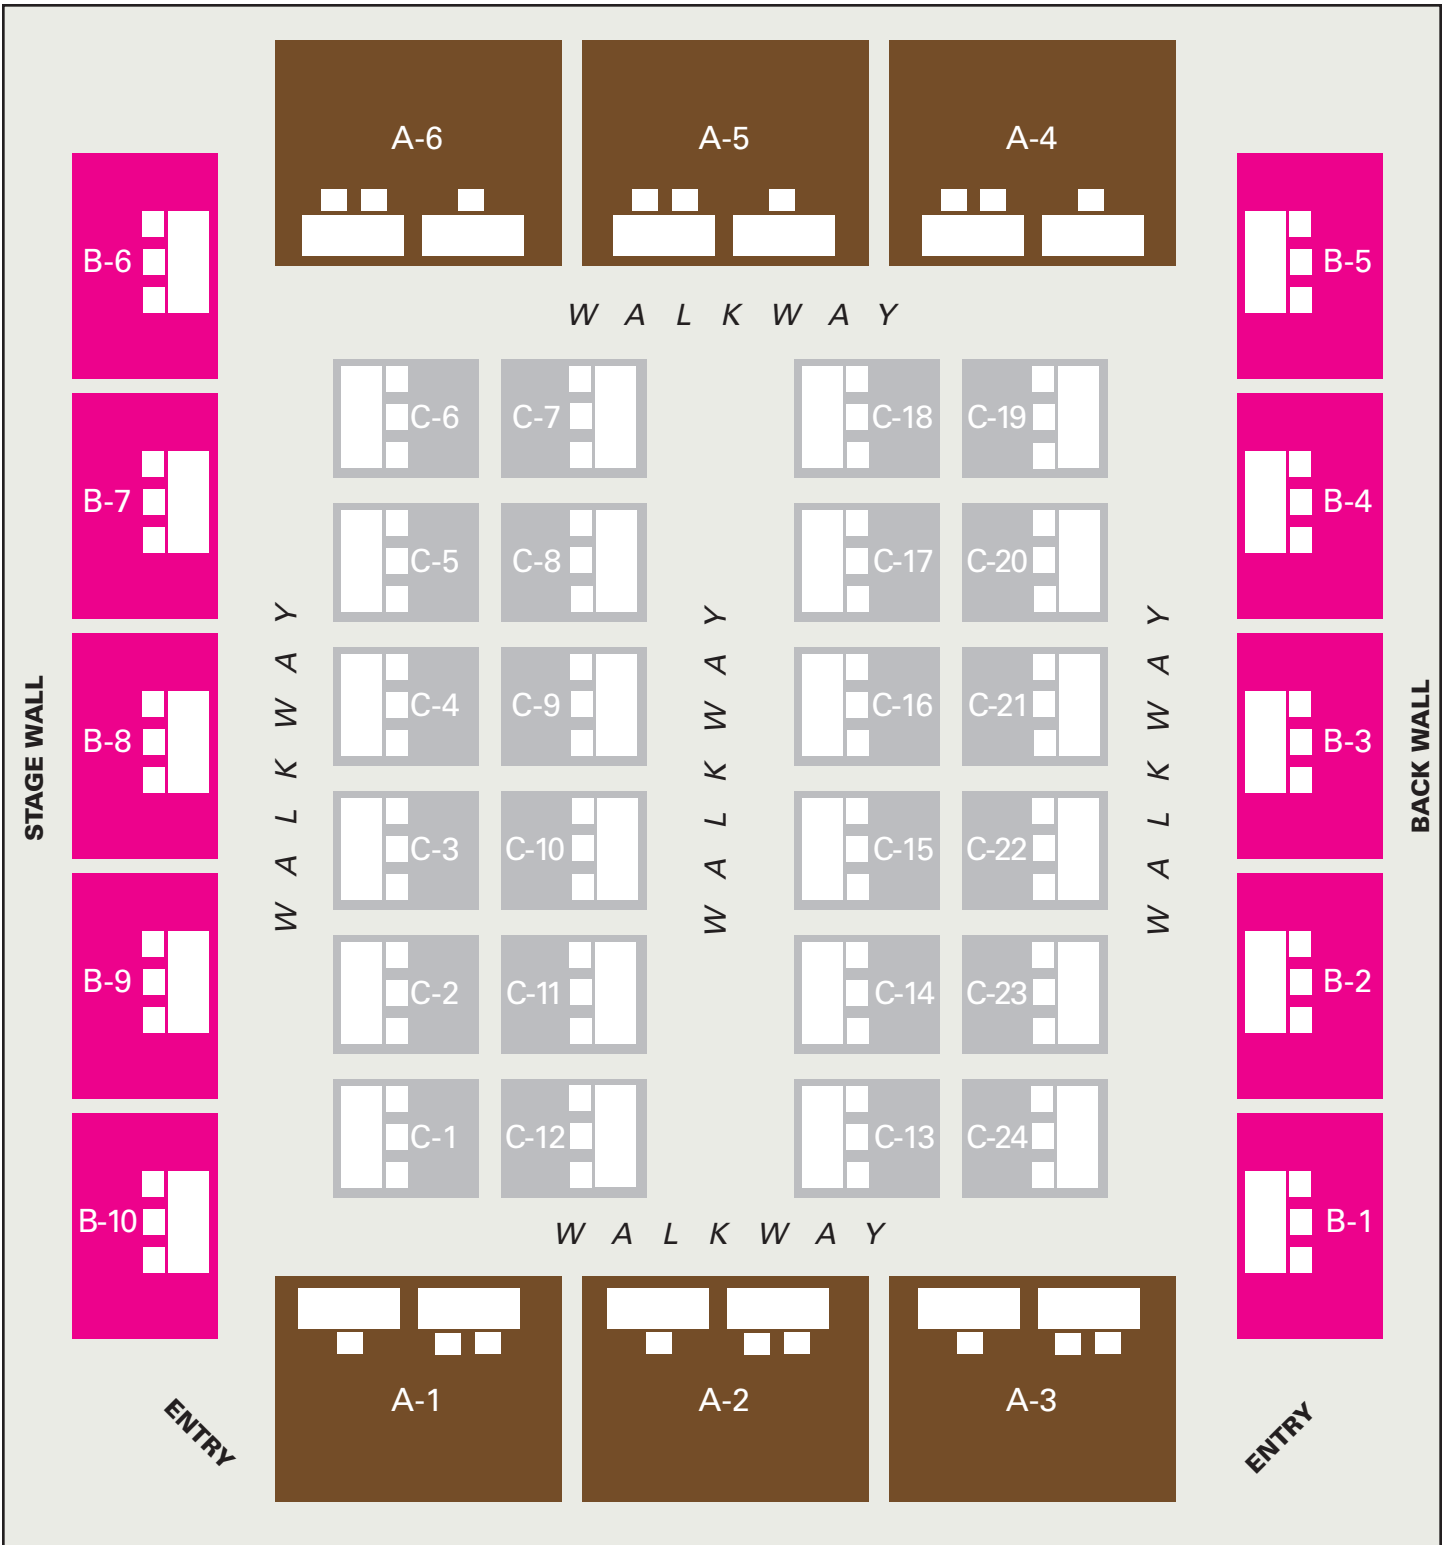 A-6
A-5
A-4
B-6
B-5
WALKWAY
C-6
C-7
C-18
C-19
B-7
B-4
C-5
C-8
C-17
C-20
WALKWAY
WALKWAY
WALKWAY
STAGE WALL
BACK WALL
B-8
C-4
C-9
C-16
C-21
B-3
C-3
C-10
C-15
C-22
B-9
C-2
C-11
C-14
C-23
B-2
C-1
C-12
C-13
C-24
B-10
B-1
WALKWAY
A-1
A-2
A-3
ENTRY
ENTRY